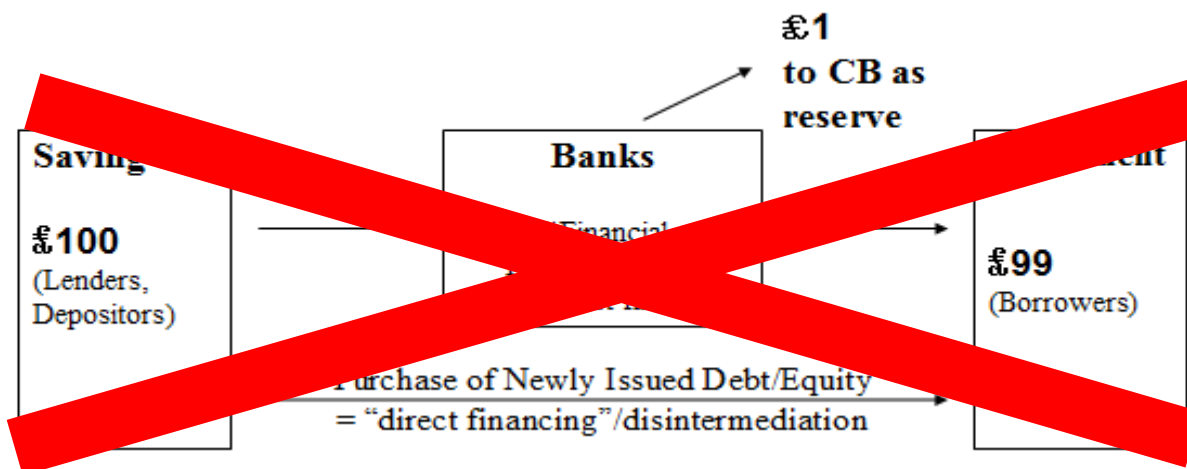 £1
to CB as
reserve
Banks
£100
(Lenders,
Depositors)
£99
(Borrowers)
of Newly Issued Debt/Equity
= “direct financing”/disintermediation